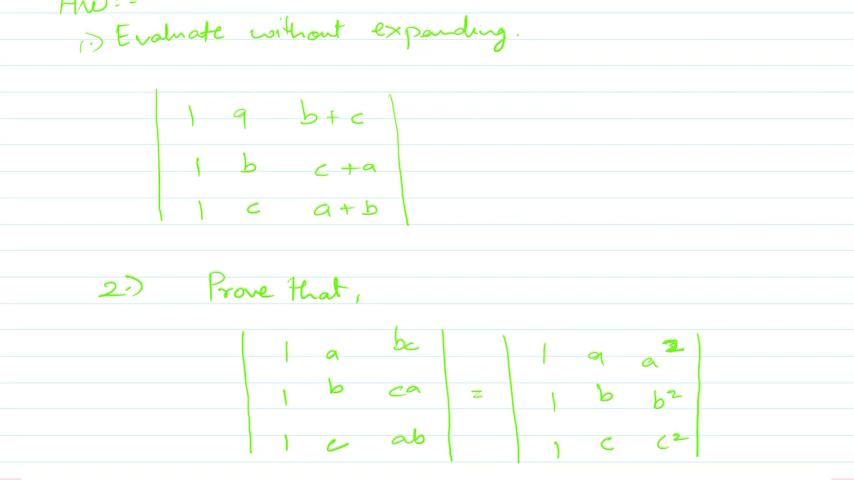 HW:-
1.) Evaluate without expanding.
| 1 a b+c |
| 1 b c+a |
| 1 c a+b |
2.) Prove that,
| 1 a bc | = | 1 a a² |
| 1 b ca | | 1 b b² |
| 1 c ab | | 1 c c² |